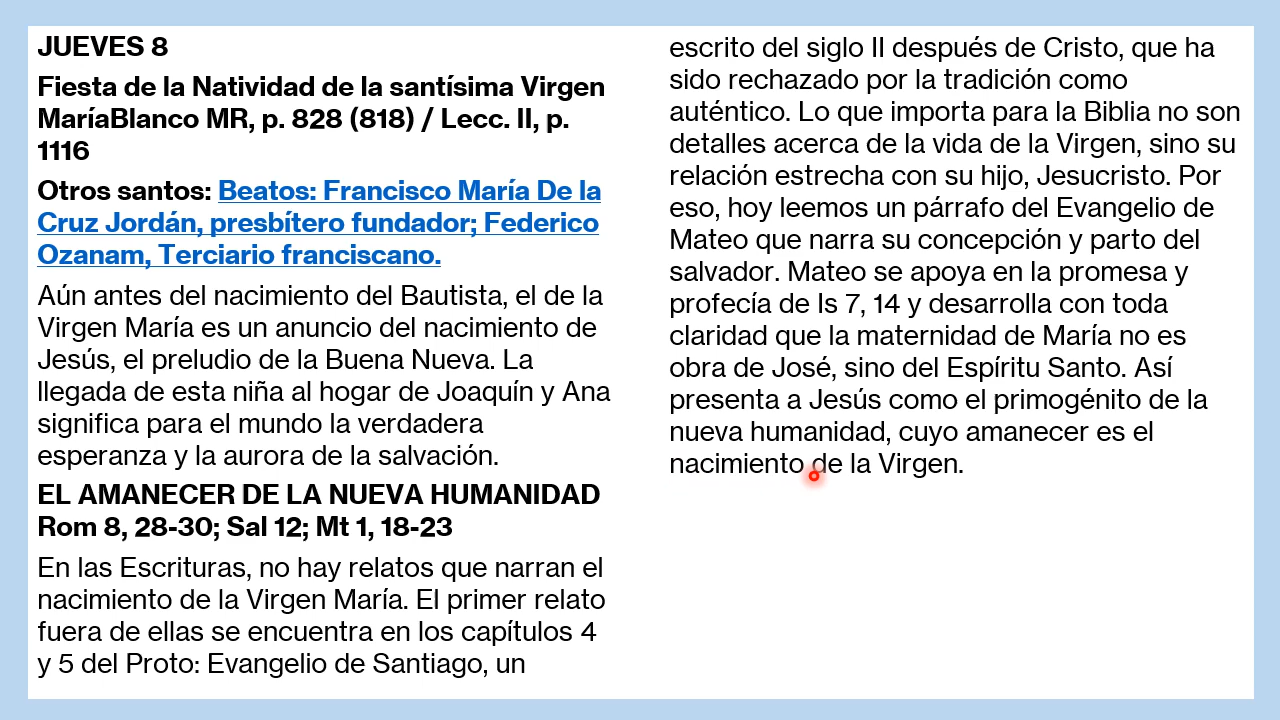 JUEVES 8
Fiesta de la Natividad de la santísima Virgen
MaríaBlanco MR, p. 828 (818) / Lecc. II, p.
1116
Otros santos: Beatos: Francisco María De la
Cruz Jordán, presbítero fundador; Federico
Ozanam, Terciario franciscano.
Aún antes del nacimiento del Bautista, el de la
Virgen María es un anuncio del nacimiento de
Jesús, el preludio de la Buena Nueva. La
llegada de esta niña al hogar de Joaquín y Ana
significa para el mundo la verdadera
esperanza y la aurora de la salvación.
EL AMANECER DE LA NUEVA HUMANIDAD
Rom 8, 28-30; Sal 12; Mt 1, 18-23
En las Escrituras, no hay relatos que narran el
nacimiento de la Virgen María. El primer relato
fuera de ellas se encuentra en los capítulos 4
y 5 del Proto: Evangelio de Santiago, un
escrito del siglo II después de Cristo, que ha
sido rechazado por la tradición como
auténtico. Lo que importa para la Biblia no son
detalles acerca de la vida de la Virgen, sino su
relación estrecha con su hijo, Jesucristo. Por
eso, hoy leemos un párrafo del Evangelio de
Mateo que narra su concepción y parto del
salvador. Mateo se apoya en la promesa y
profecía de Is 7, 14 y desarrolla con toda
claridad que la maternidad de María no es
obra de José, sino del Espíritu Santo. Así
presenta a Jesús como el primogénito de la
nueva humanidad, cuyo amanecer es el
nacimiento de la Virgen.